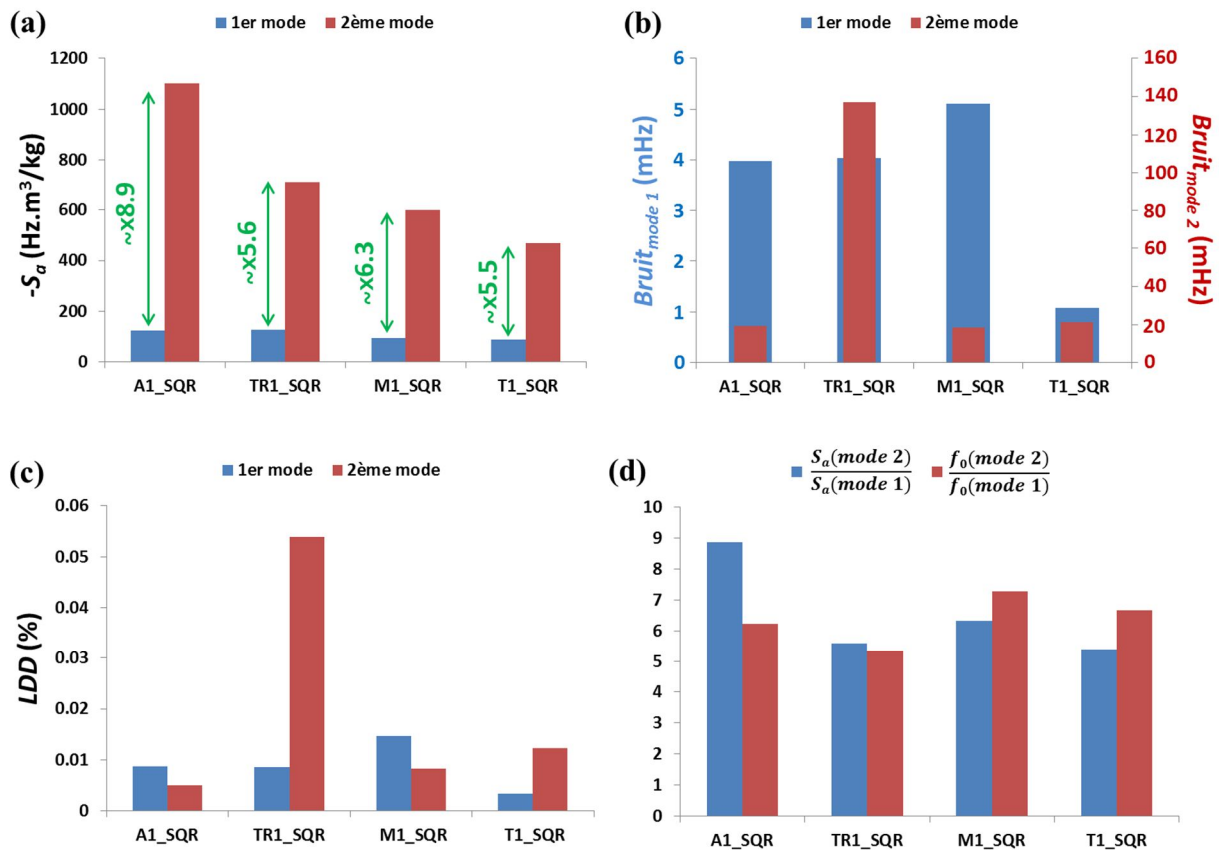 (a)
1er mode 2ème mode
-Sa (Hz.m³/kg)
1200
1000
800
600
400
200
0
~x8.9
~x5.6
~x6.3
~x5.5
A1_SQR TR1_SQR M1_SQR T1_SQR
(b)
1er mode 2ème mode
Bruit mode 1 (mHz)
6
5
4
3
2
1
0
160
140
120
100
80
60
40
20
0
Bruit mode 2 (mHz)
A1_SQR TR1_SQR M1_SQR T1_SQR
(c)
1er mode 2ème mode
LDD (%)
0.06
0.05
0.04
0.03
0.02
0.01
0
A1_SQR TR1_SQR M1_SQR T1_SQR
(d)
Sa(mode 2) f0(mode 2)
Sa(mode 1) f0(mode 1)
10
9
8
7
6
5
4
3
2
1
0
A1_SQR TR1_SQR M1_SQR T1_SQR